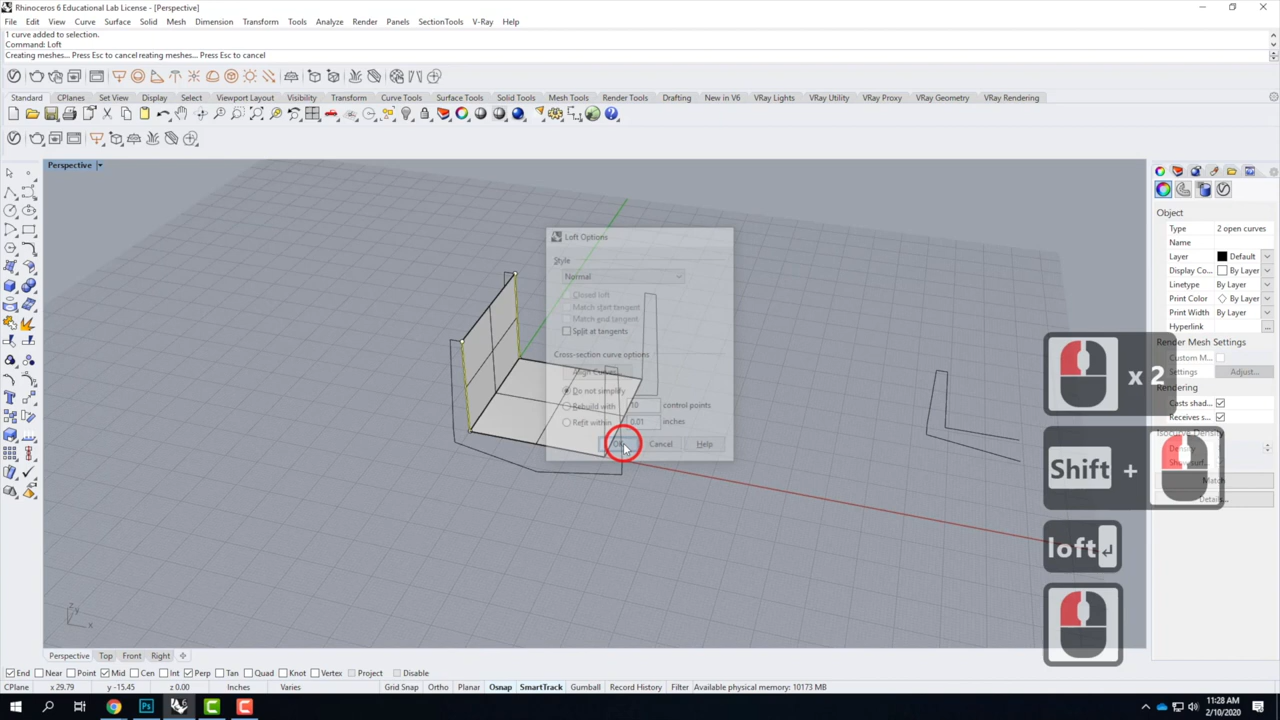 Rhinoceros 6 Educational Lab License - [Perspective]
File Edit View Curve Surface Solid Mesh Dimension Transform Tools Analyze Render Panels SectionTools V-Ray Help
1 curve added to selection.
Command: Loft
Creating meshes... Press Esc to cancel reating meshes... Press Esc to cancel
Standard CPlanes Set View Display Select Viewport Layout Visibility Transform Curve Tools Surface Tools Solid Tools Mesh Tools Render Tools Drafting New in V6 VRay Lights VRay Utility VRay Proxy VRay Geometry VRay Rendering
Perspective
Loft Options
Style
Normal
Closed loft
Match start tangent
Match end tangent
Split at tangents
Cross-section curve options
Align Curves
Do not simplify
Rebuild with 10 control points
Refit within 0.01 inches
OK Cancel Help
z
y
x
Object
Type 2 open curves
Name
Layer Default
Display Co... By Layer
Linetype By Layer
Print Color By Layer
Print Width By Layer
Hyperlink
Render Mesh Settings
Custom M...
Settings Adjust...
Rendering
Casts shad...
Receives s...
Isocurve Density
Density
Show surf...
Match
Details...
x 2
Shift +
loft
Perspective Top Front Right
End Near Point Mid Cen Int Perp Tan Quad Knot Vertex Project Disable
CPlane x 29.79 y -15.45 z 0.00 Inches Varies Grid Snap Ortho Planar Osnap SmartTrack Gumball Record History Filter Available physical memory: 10173 MB
Ps
11:28 AM
2/10/2020